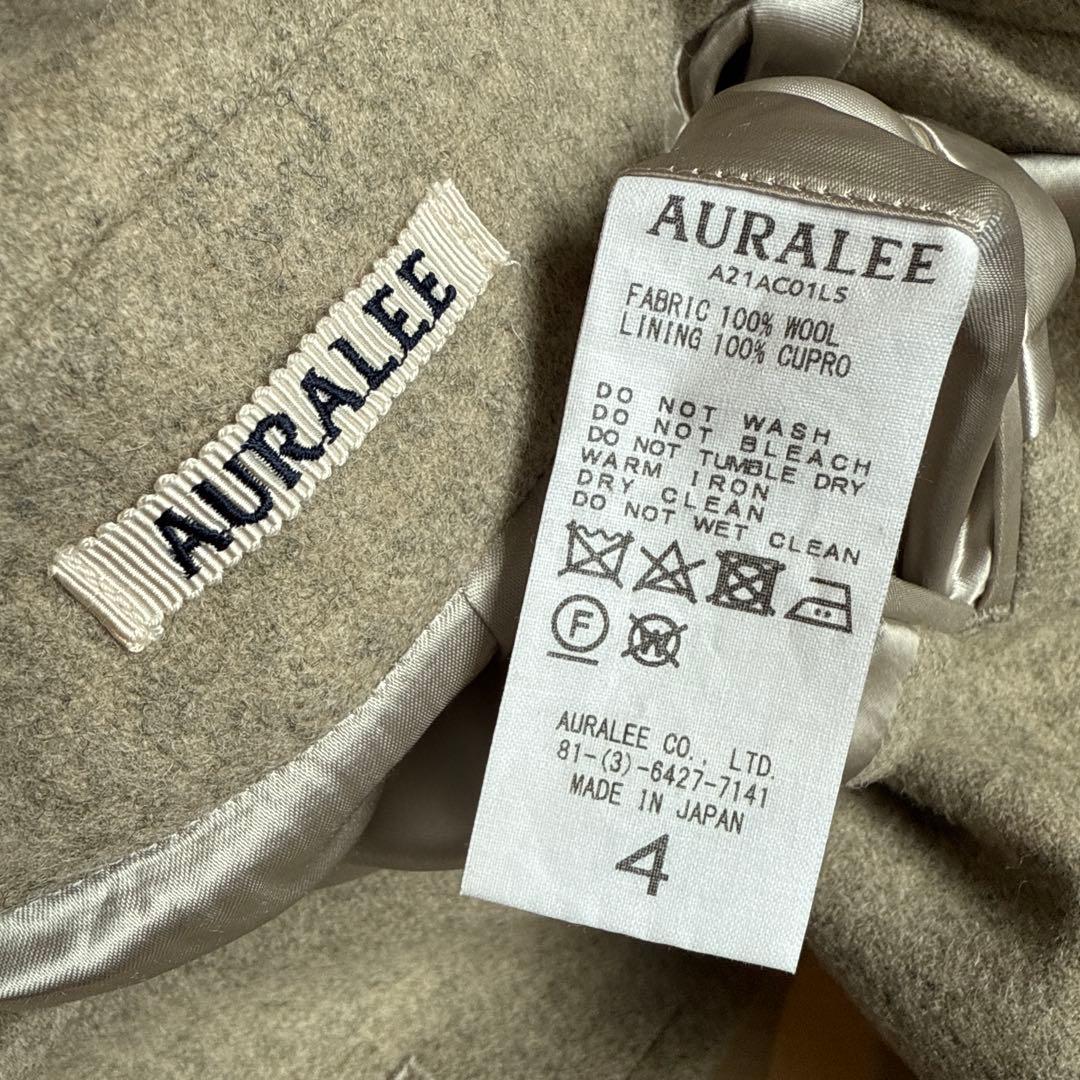 AURALEE
AURALEE
A21AC01LS
FABRIC 100% WOOL
LINING 100% CUPRO
DO NOT WASH
DO NOT BLEACH
DO NOT TUMBLE DRY
WARM IRON
DRY CLEAN
DO NOT WET CLEAN
F W
AURALEE CO., LTD.
81-(3)-6427-7141
MADE IN JAPAN
4